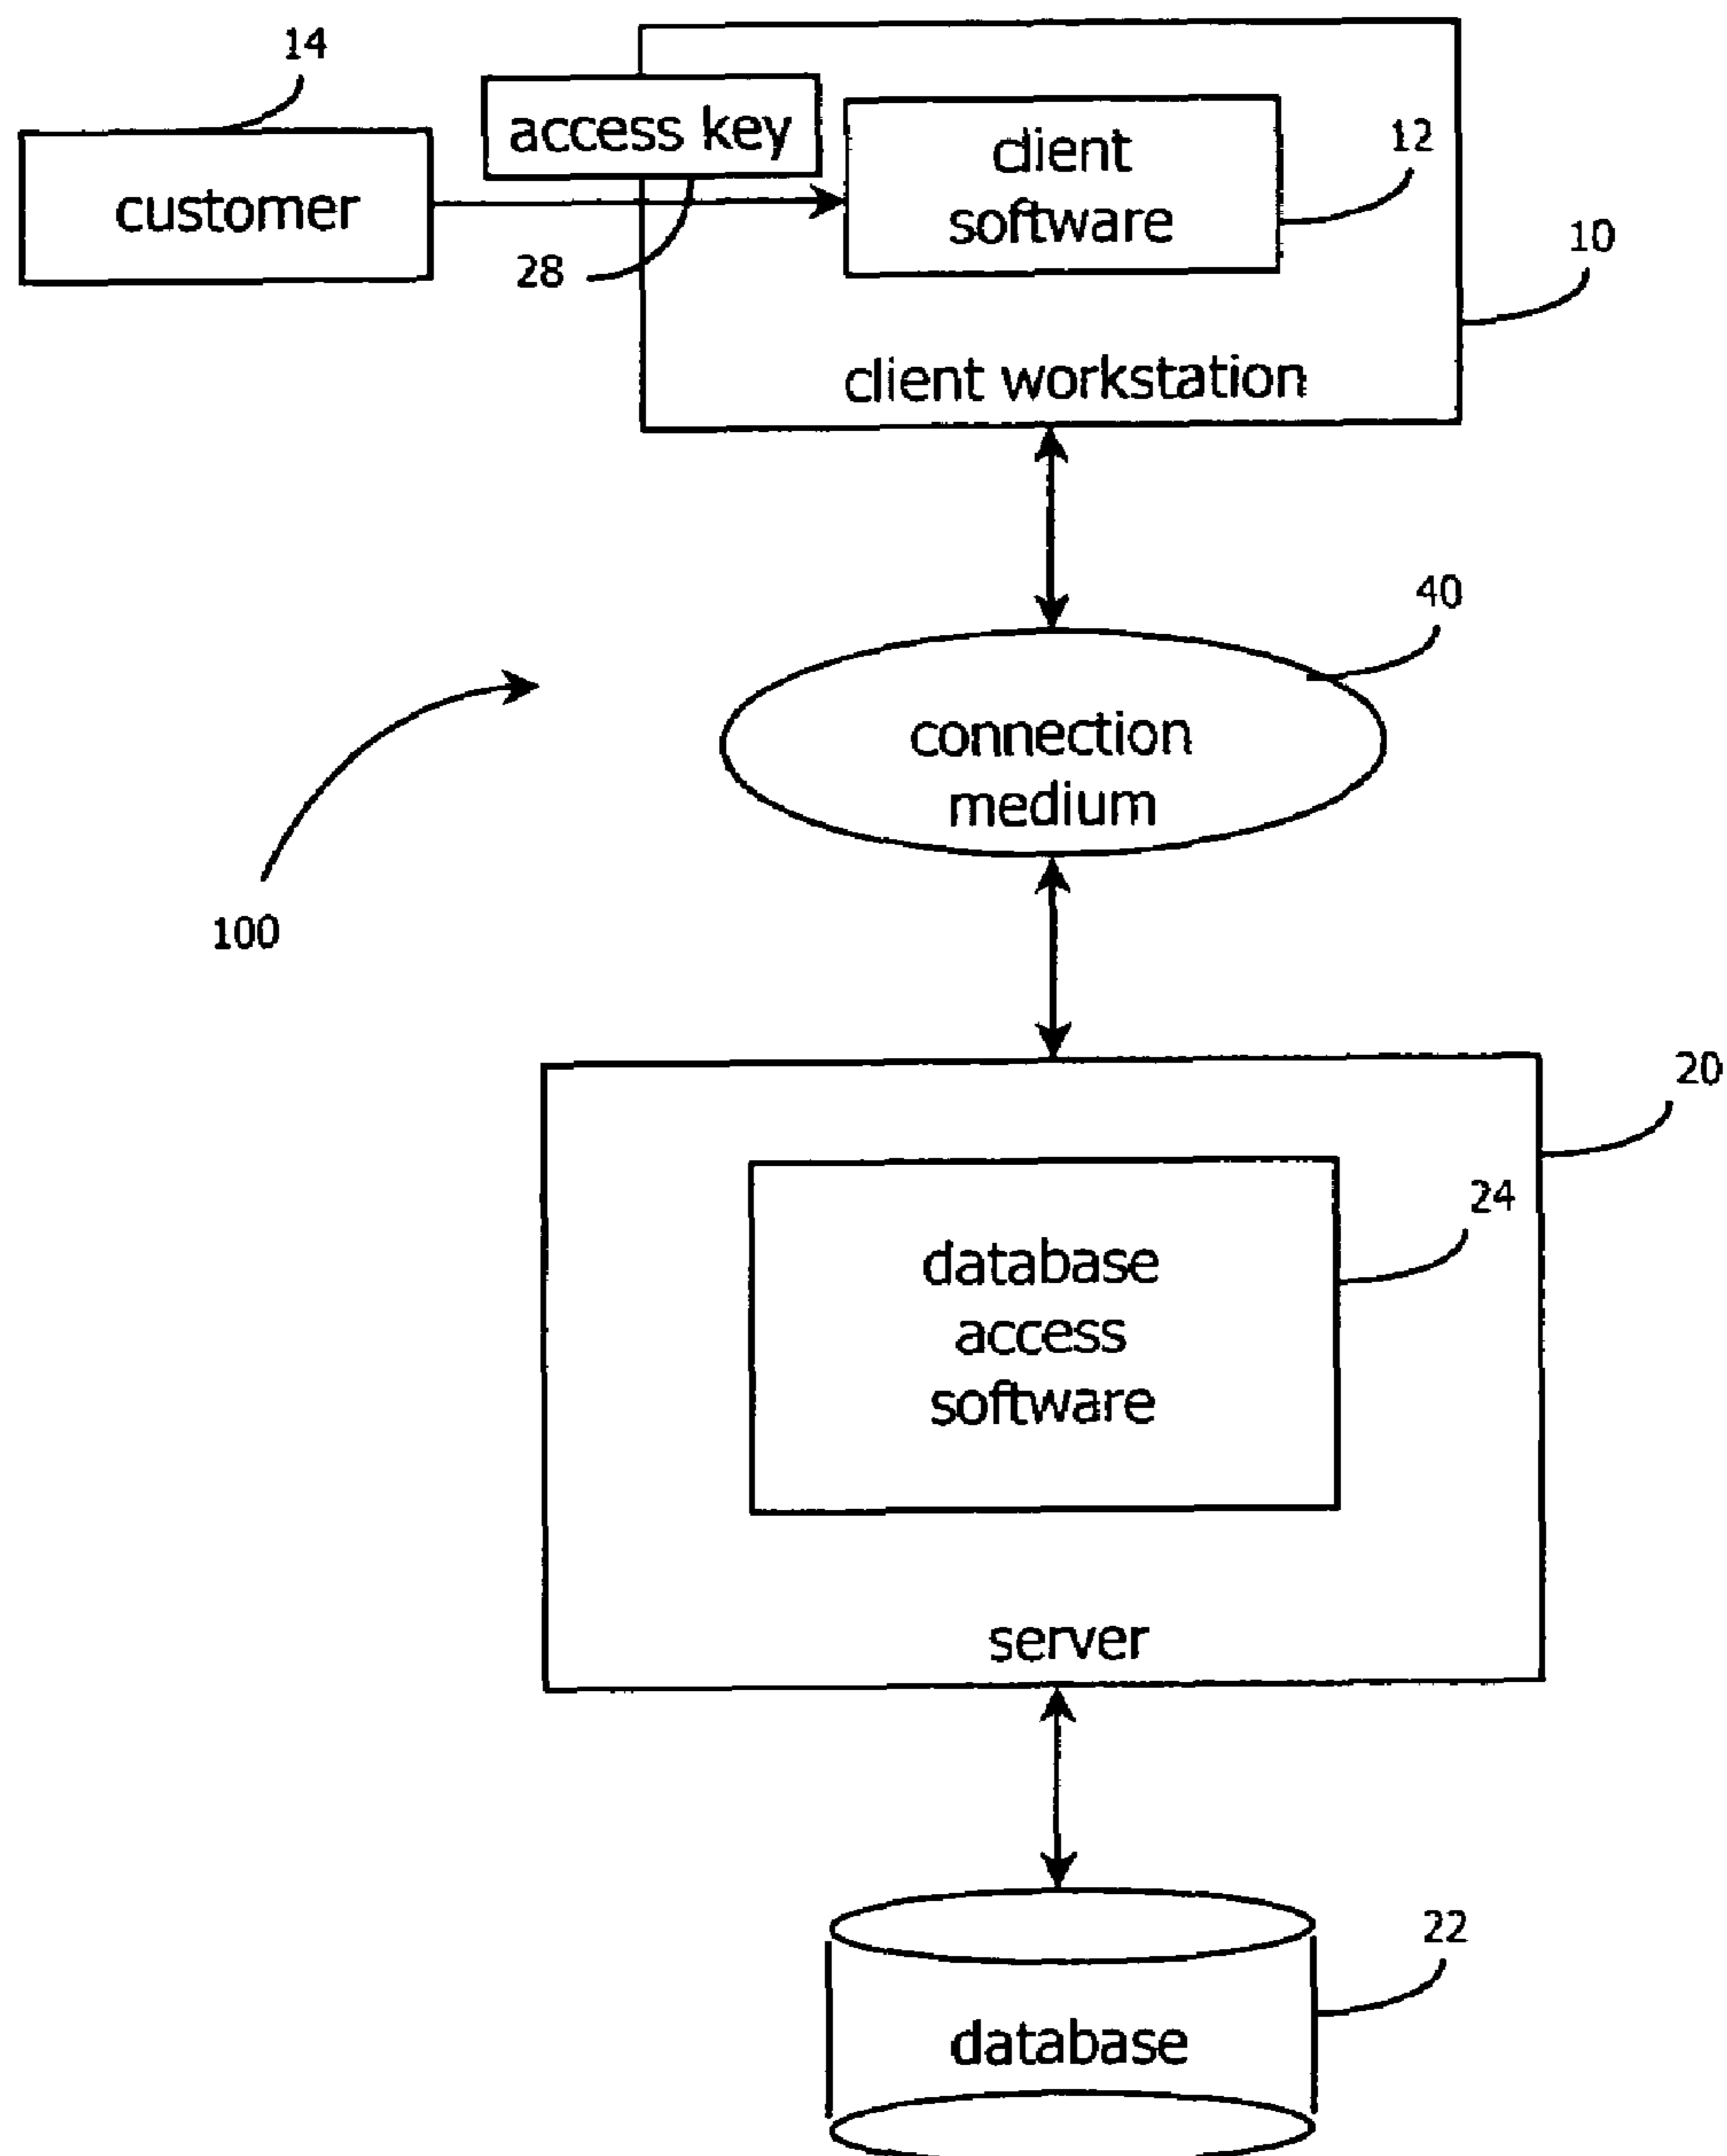 14
access key
client
software
12
customer
10
28
client workstation
40
connection
medium
100
20
24
database
access
software
server
22
database